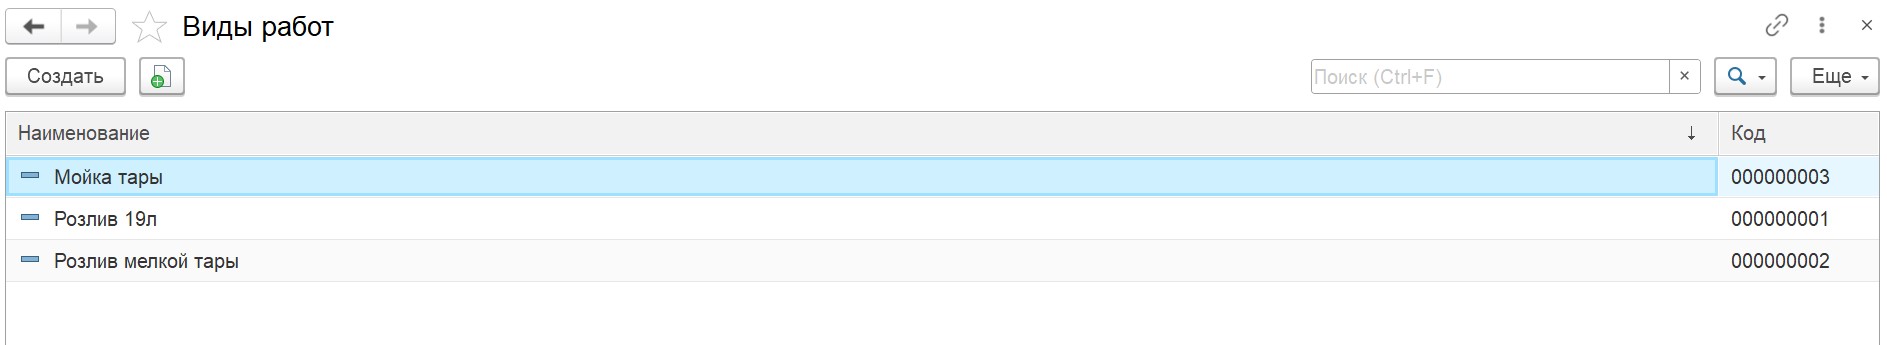 Виды работ
Создать
Поиск (Ctrl+F)
Еще
Наименование Код
Мойка тары 000000003
Розлив 19л 000000001
Розлив мелкой тары 000000002